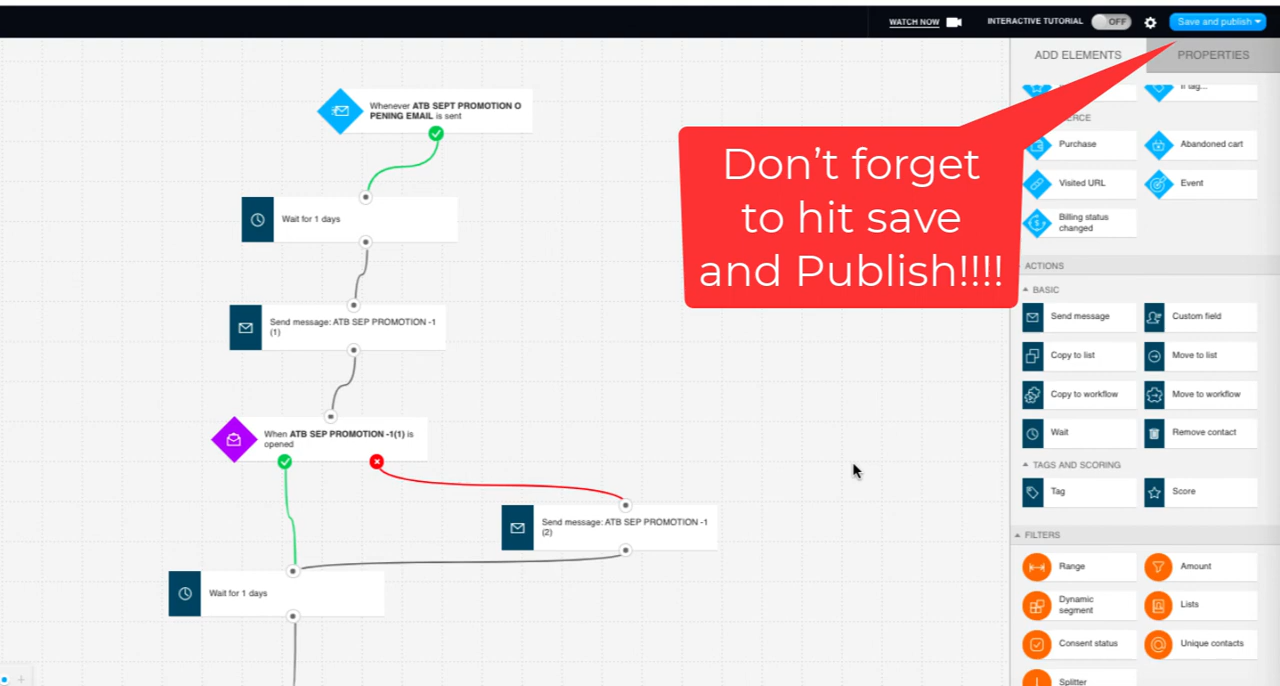 WATCH NOW
INTERACTIVE TUTORIAL
OFF
Save and publish
ADD ELEMENTS
PROPERTIES
Whenever ATB SEPT PROMOTION O
PENING EMAIL is sent
Wait for 1 days
Send message: ATB SEP PROMOTION -1
(1)
When ATB SEP PROMOTION -1(1) is
opened
Send message: ATB SEP PROMOTION -1
(2)
Wait for 1 days
Don't forget
to hit save
and Publish!!!!
If tag...
ERCE
Purchase
Abandoned cart
Visited URL
Event
Billing status
changed
ACTIONS
BASIC
Send message
Custom field
Copy to list
Move to list
Copy to workflow
Move to workflow
Wait
Remove contact
TAGS AND SCORING
Tag
Score
FILTERS
Range
Amount
Dynamic
segment
Lists
Consent status
Unique contacts
Splitter